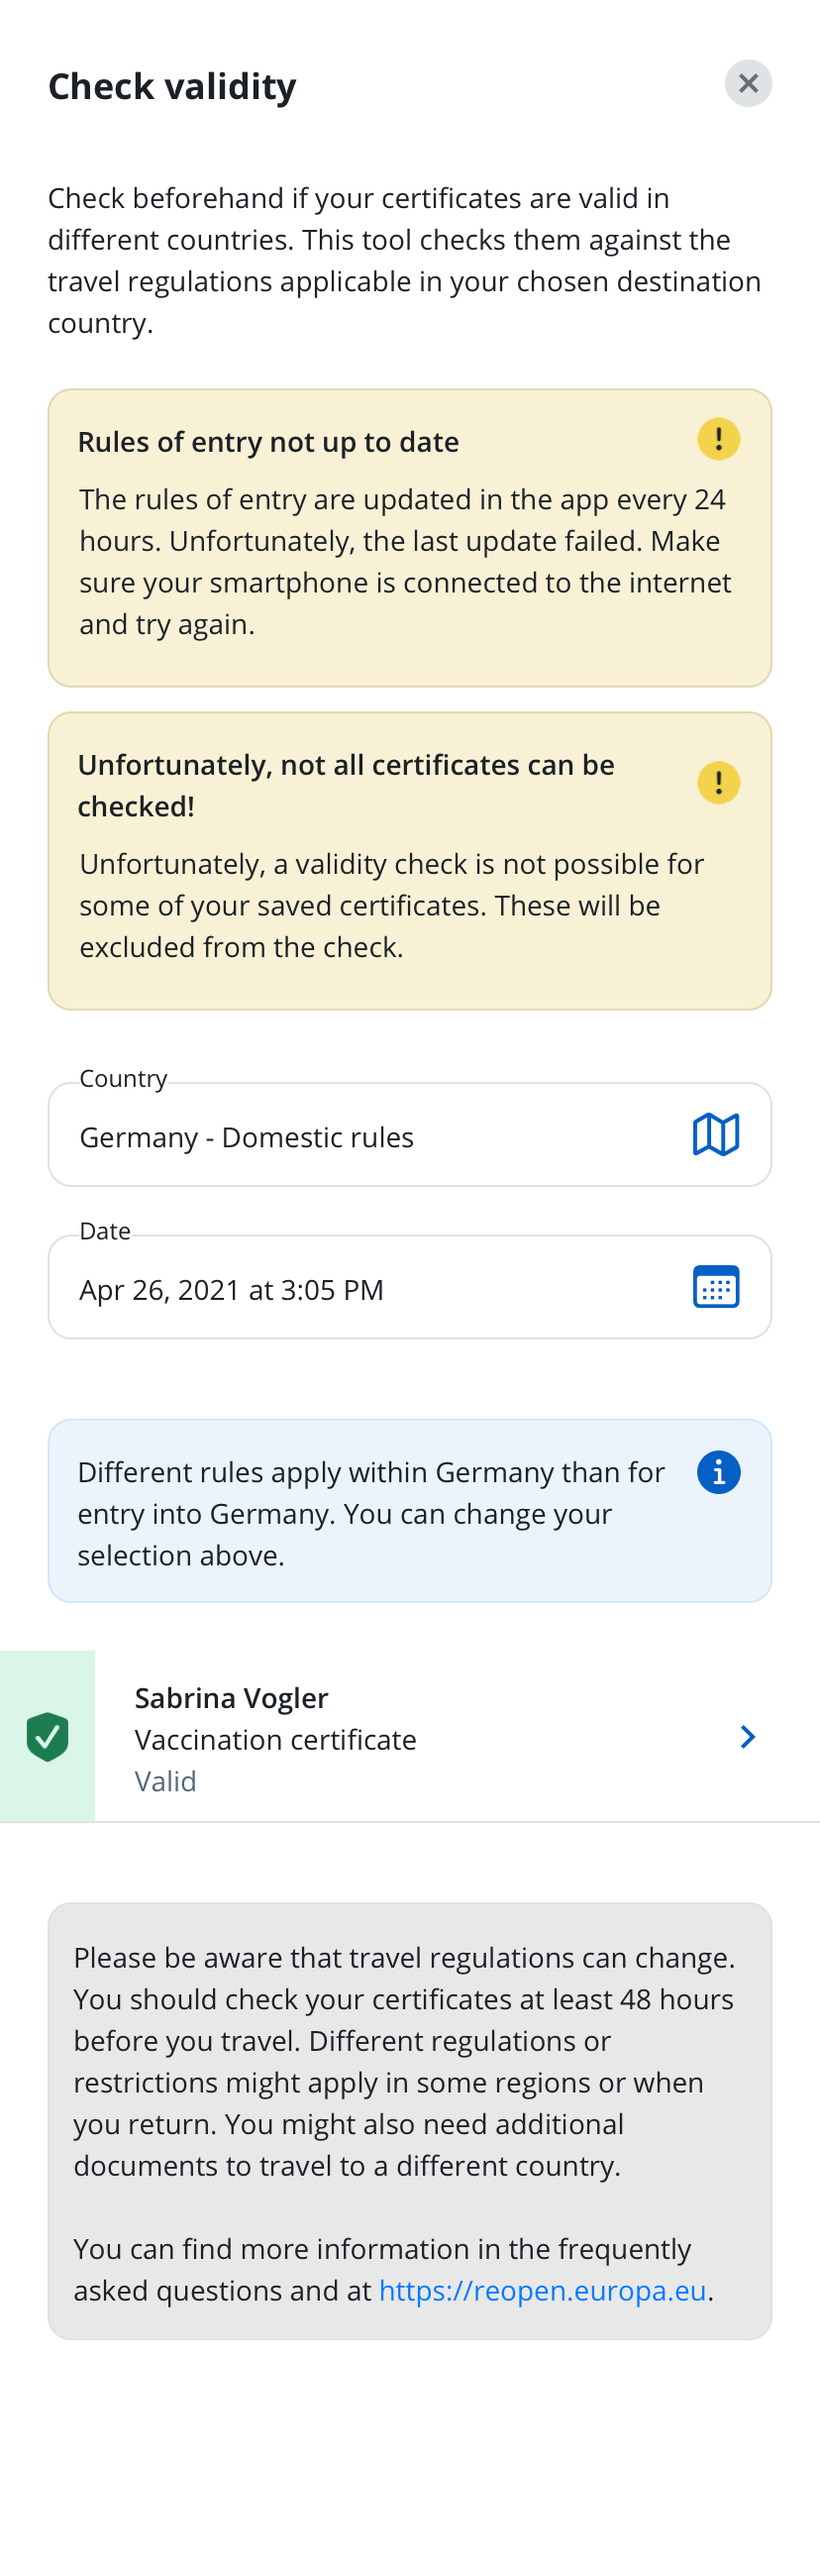 Check validity
Check beforehand if your certificates are valid in
different countries. This tool checks them against the
travel regulations applicable in your chosen destination
country.
Rules of entry not up to date
The rules of entry are updated in the app every 24
hours. Unfortunately, the last update failed. Make
sure your smartphone is connected to the internet
and try again.
Unfortunately, not all certificates can be
checked!
Unfortunately, a validity check is not possible for
some of your saved certificates. These will be
excluded from the check.
Country
Germany - Domestic rules
Date
Apr 26, 2021 at 3:05 PM
Different rules apply within Germany than for
entry into Germany. You can change your
selection above.
Sabrina Vogler
Vaccination certificate
Valid
Please be aware that travel regulations can change.
You should check your certificates at least 48 hours
before you travel. Different regulations or
restrictions might apply in some regions or when
you return. You might also need additional
documents to travel to a different country.
You can find more information in the frequently
asked questions and at https://reopen.europa.eu.